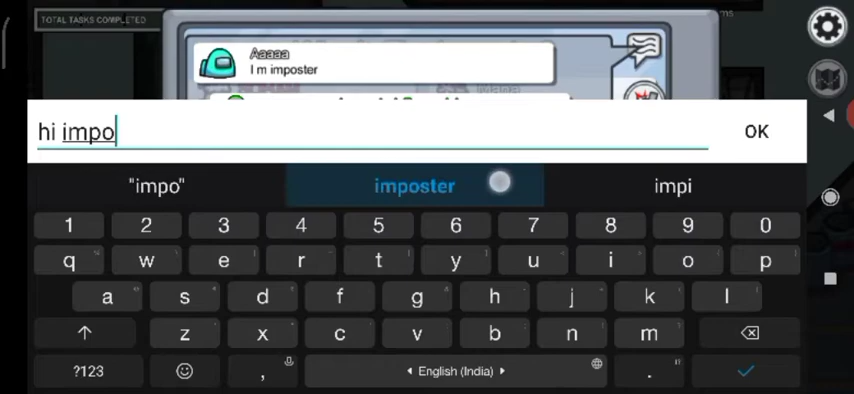 TOTAL TASKS COMPLETED
Aaaaa
I m imposter
hi impo
OK
"impo" imposter impi
1 2 3 4 5 6 7 8 9 0
q w e r t y u i o p
a s d f g h j k l
z x c v b n m
?123 , English (India) .